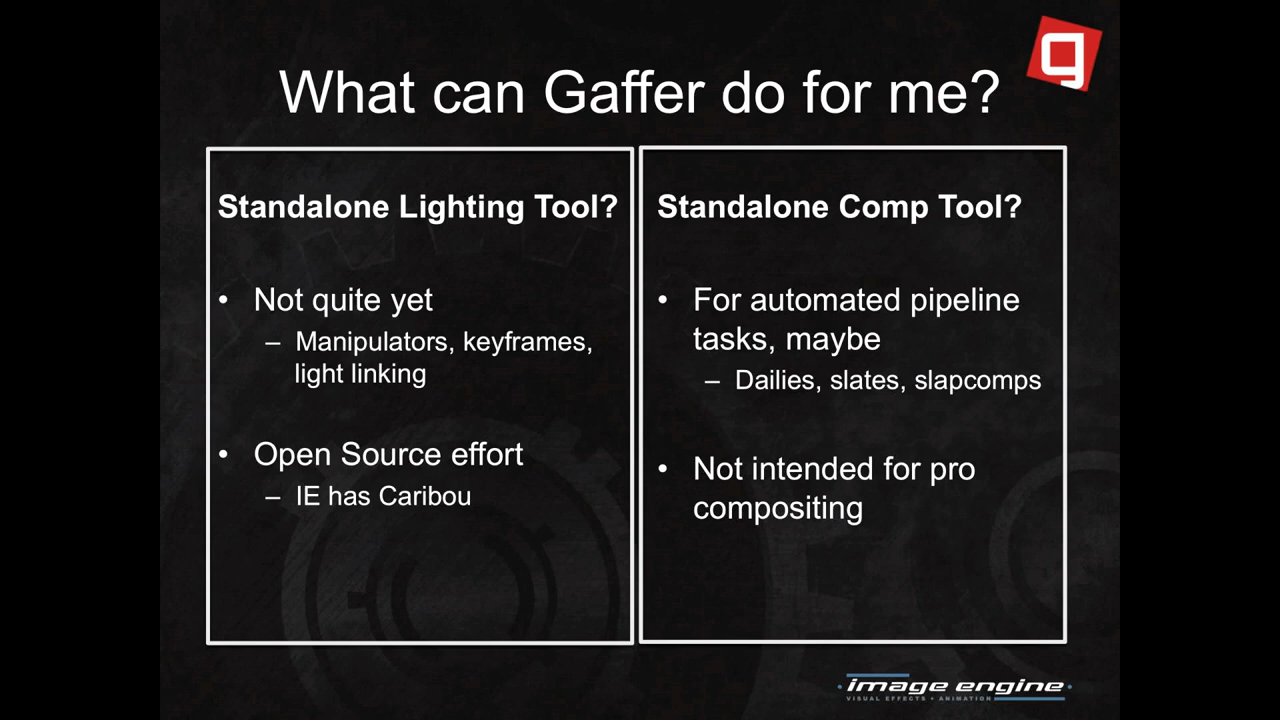 What can Gaffer do for me?
g
Standalone Lighting Tool?
• Not quite yet
– Manipulators, keyframes,
light linking
• Open Source effort
– IE has Caribou
Standalone Comp Tool?
• For automated pipeline
tasks, maybe
– Dailies, slates, slapcomps
• Not intended for pro
compositing
image engine
VISUAL EFFECTS • ANIMATION